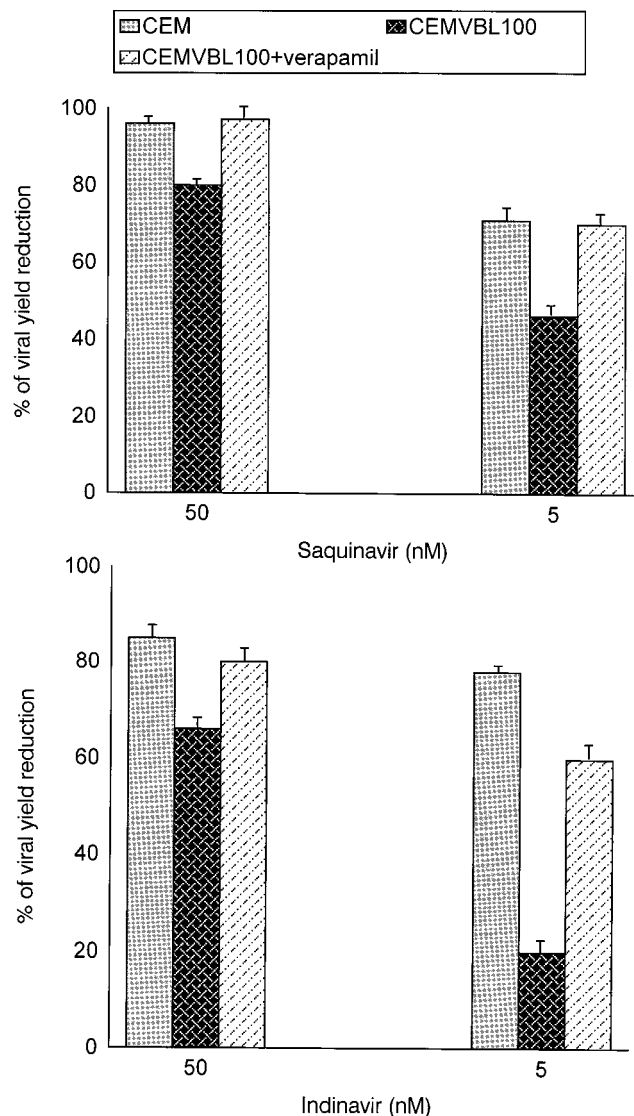 CEM CEMVBL100
CEMVBL100+verapamil
% of viral yield reduction
100
80
60
40
20
0
50 5
Saquinavir (nM)
% of viral yield reduction
100
80
60
40
20
0
50 5
Indinavir (nM)